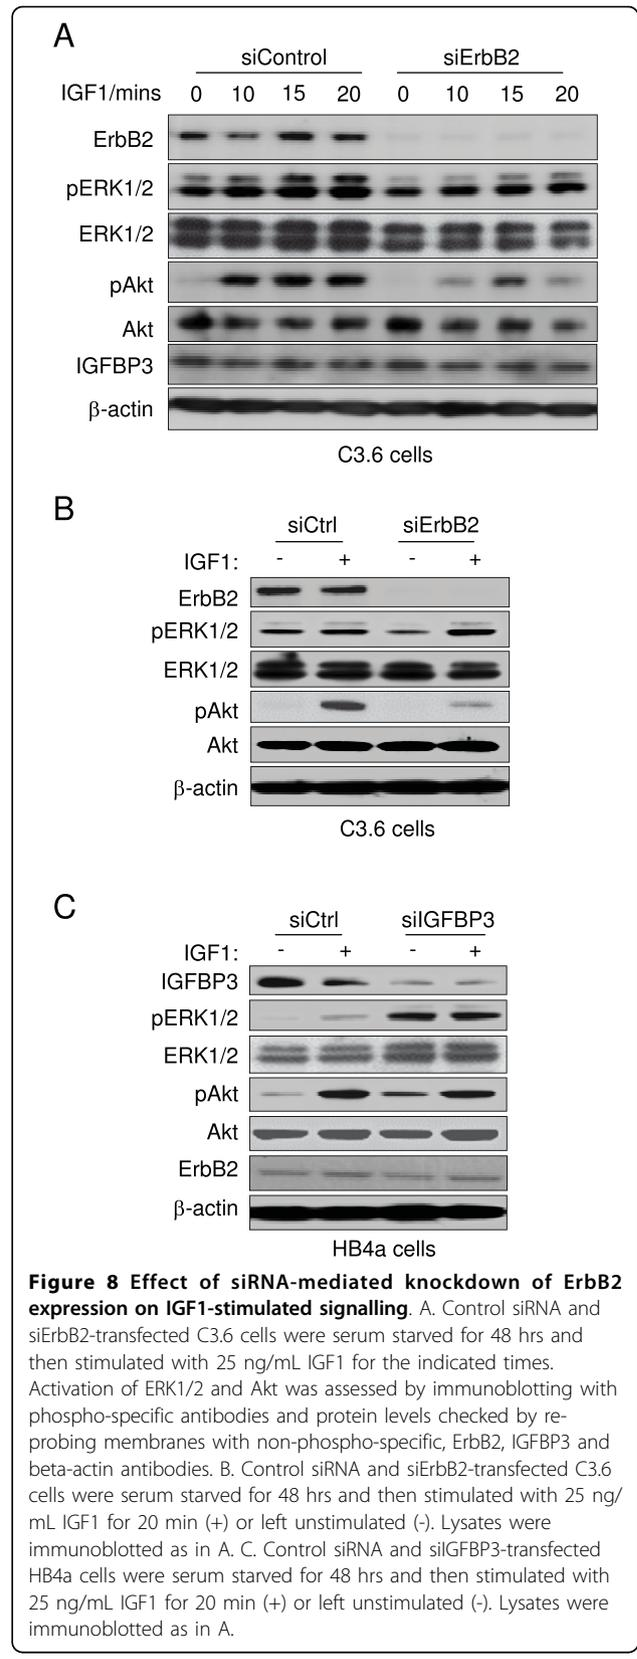 A
siControl siErbB2
IGF1/mins 0 10 15 20 0 10 15 20
ErbB2
pERK1/2
ERK1/2
pAkt
Akt
IGFBP3
β-actin
C3.6 cells
B
siCtrl siErbB2
IGF1: - + - +
ErbB2
pERK1/2
ERK1/2
pAkt
Akt
β-actin
C3.6 cells
C
siCtrl siIGFBP3
IGF1: - + - +
IGFBP3
pERK1/2
ERK1/2
pAkt
Akt
ErbB2
β-actin
HB4a cells
Figure 8 Effect of siRNA-mediated knockdown of ErbB2
expression on IGF1-stimulated signalling. A. Control siRNA and
siErbB2-transfected C3.6 cells were serum starved for 48 hrs and
then stimulated with 25 ng/mL IGF1 for the indicated times.
Activation of ERK1/2 and Akt was assessed by immunoblotting with
phospho-specific antibodies and protein levels checked by re-
probing membranes with non-phospho-specific, ErbB2, IGFBP3 and
beta-actin antibodies. B. Control siRNA and siErbB2-transfected C3.6
cells were serum starved for 48 hrs and then stimulated with 25 ng/
mL IGF1 for 20 min (+) or left unstimulated (-). Lysates were
immunoblotted as in A. C. Control siRNA and siIGFBP3-transfected
HB4a cells were serum starved for 48 hrs and then stimulated with
25 ng/mL IGF1 for 20 min (+) or left unstimulated (-). Lysates were
immunoblotted as in A.